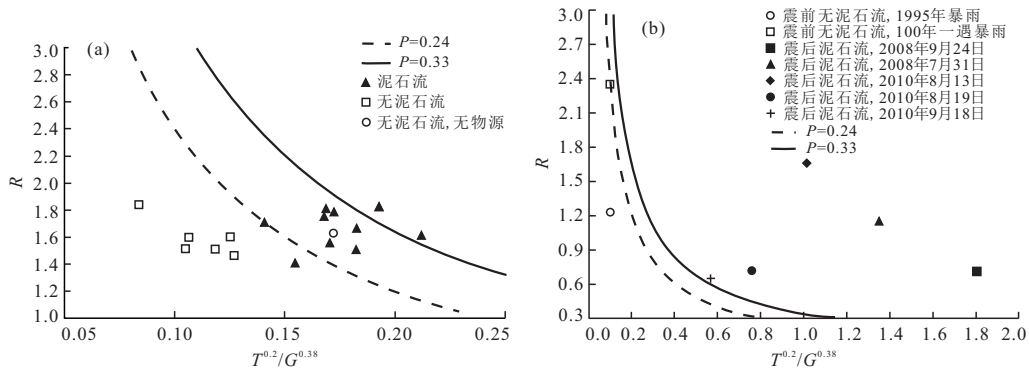 (a)
P=0.24
P=0.33
泥石流
无泥石流
无泥石流,无物源
3.0
2.8
2.6
2.4
2.2
2.0
1.8
1.6
1.4
1.2
1.0
R
0.05
0.10
0.15
0.20
0.25
T^0.2/G^0.38
(b)
震前无泥石流, 1995年暴雨
震前无泥石流, 100年一遇暴雨
震后泥石流, 2008年9月24日
震后泥石流, 2008年7月31日
震后泥石流, 2010年8月13日
震后泥石流, 2010年8月19日
震后泥石流, 2010年9月18日
P=0.24
P=0.33
3.0
2.7
2.4
2.1
1.8
1.5
1.2
0.9
0.6
0.3
R
0.0
0.2
0.4
0.6
0.8
1.0
1.2
1.4
1.6
1.8
2.0
T^0.2/G^0.38